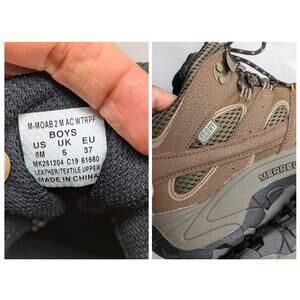 M-MOAB 2 M AC WTRPF
BOYS
US UK EU
6M 5 37
MK261204 C19 61680
LEATHER/TEXTILE UPPER
MADE IN CHINA
MERRELL